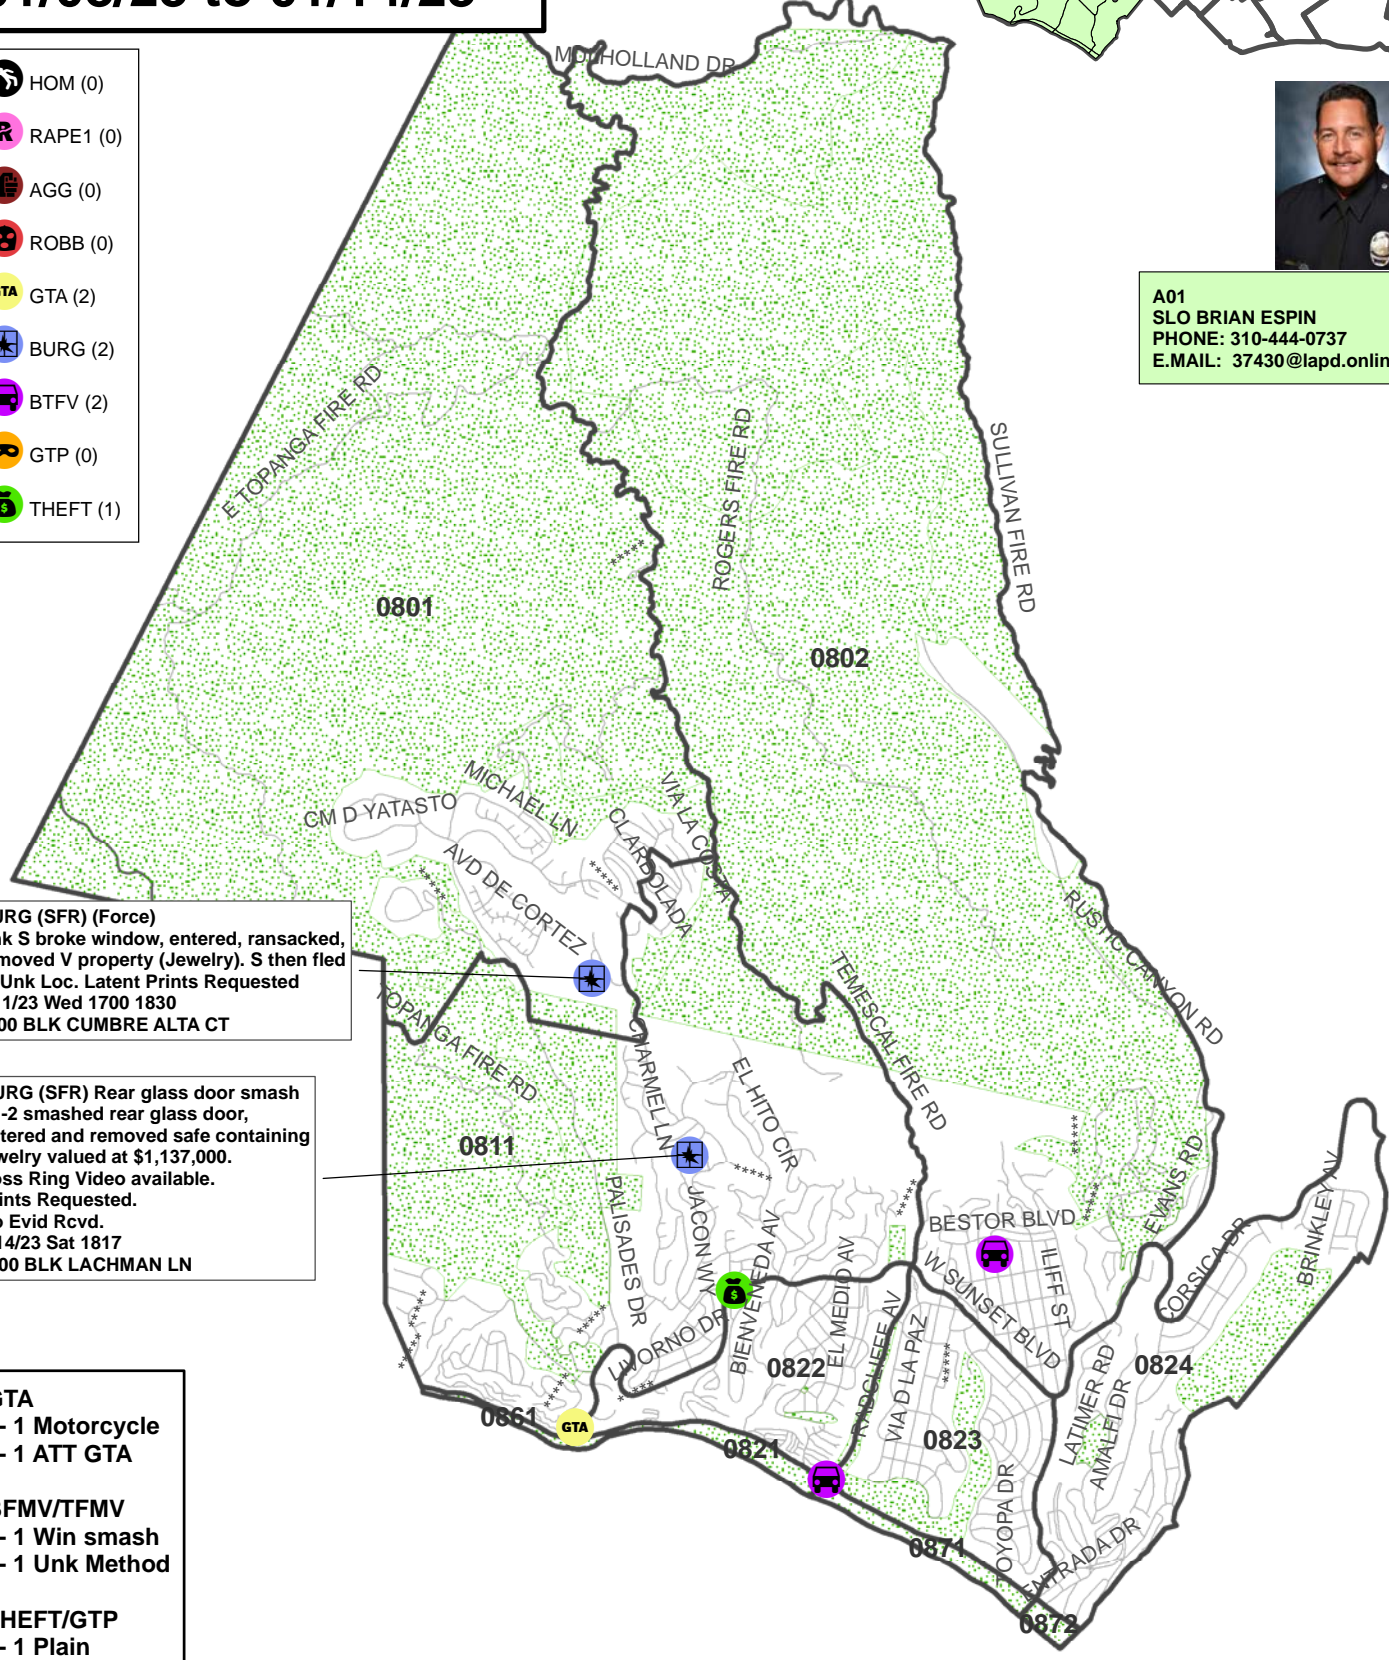 HOM (0)
RAPE1 (0)
AGG (0)
ROBB (0)
GTA
GTA (2)
BURG (2)
BTFV (2)
GTP (0)
$
THEFT (1)
A01
SLO BRIAN ESPIN
PHONE: 310-444-0737
E.MAIL: 37430@lapd.onlin
MULHOLLAND DR
E TOPANGA FIRE RD
ROGERS FIRE RD
SULLIVAN FIRE RD
*****
0801
0802
CM D YATASTO
MICHAEL LN
VIA LA COSTA
CLARDOLADA
*****
*****
AVD DE CORTEZ
RUSTIC CANYON RD
URG (SFR) (Force)
nk S broke window, entered, ransacked,
moved V property (Jewelry). S then fled
Unk Loc. Latent Prints Requested
1/23 Wed 1700 1830
00 BLK CUMBRE ALTA CT
TOPANGA FIRE RD
CHARMEL LN
EL HITO CIR
TEMESCAL FIRE RD
URG (SFR) Rear glass door smash
-2 smashed rear glass door,
tered and removed safe containing
welry valued at $1,137,000.
oss Ring Video available.
ints Requested.
o Evid Rcvd.
14/23 Sat 1817
00 BLK LACHMAN LN
0811
*****
*****
*****
*****
PALISADES DR
JACON WY
BIENVENEDA AV
EL MEDIO AV
BESTOR BLVD
W SUNSET BLVD
ILIFF ST
EVANS RD
CORSICA DR
BRINKLEY AV
$
LIVORNO DR
*****
*****
*****
*****
*****
*****
0822
RADCLIFFE AV
VIA D LA PAZ
0824
LATIMER RD
AMALFI DR
0861
GTA
0821
0823
TOYOPA DR
0871
ENTRADA DR
0872
GTA
- 1 Motorcycle
- 1 ATT GTA
BFMV/TFMV
- 1 Win smash
- 1 Unk Method
HEFT/GTP
- 1 Plain